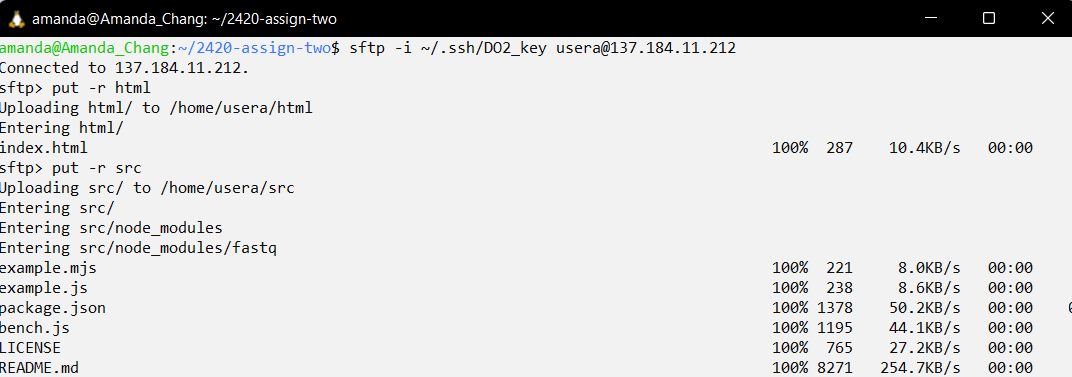 amanda@Amanda_Chang: ~/2420-assign-two
amanda@Amanda_Chang:~/2420-assign-two$ sftp -i ~/.ssh/DO2_key usera@137.184.11.212
Connected to 137.184.11.212.
sftp> put -r html
Uploading html/ to /home/usera/html
Entering html/
index.html 100% 287 10.4KB/s 00:00
sftp> put -r src
Uploading src/ to /home/usera/src
Entering src/
Entering src/node_modules
Entering src/node_modules/fastq
example.mjs 100% 221 8.0KB/s 00:00
example.js 100% 238 8.6KB/s 00:00
package.json 100% 1378 50.2KB/s 00:00
bench.js 100% 1195 44.1KB/s 00:00
LICENSE 100% 765 27.2KB/s 00:00
README.md 100% 8271 254.7KB/s 00:00